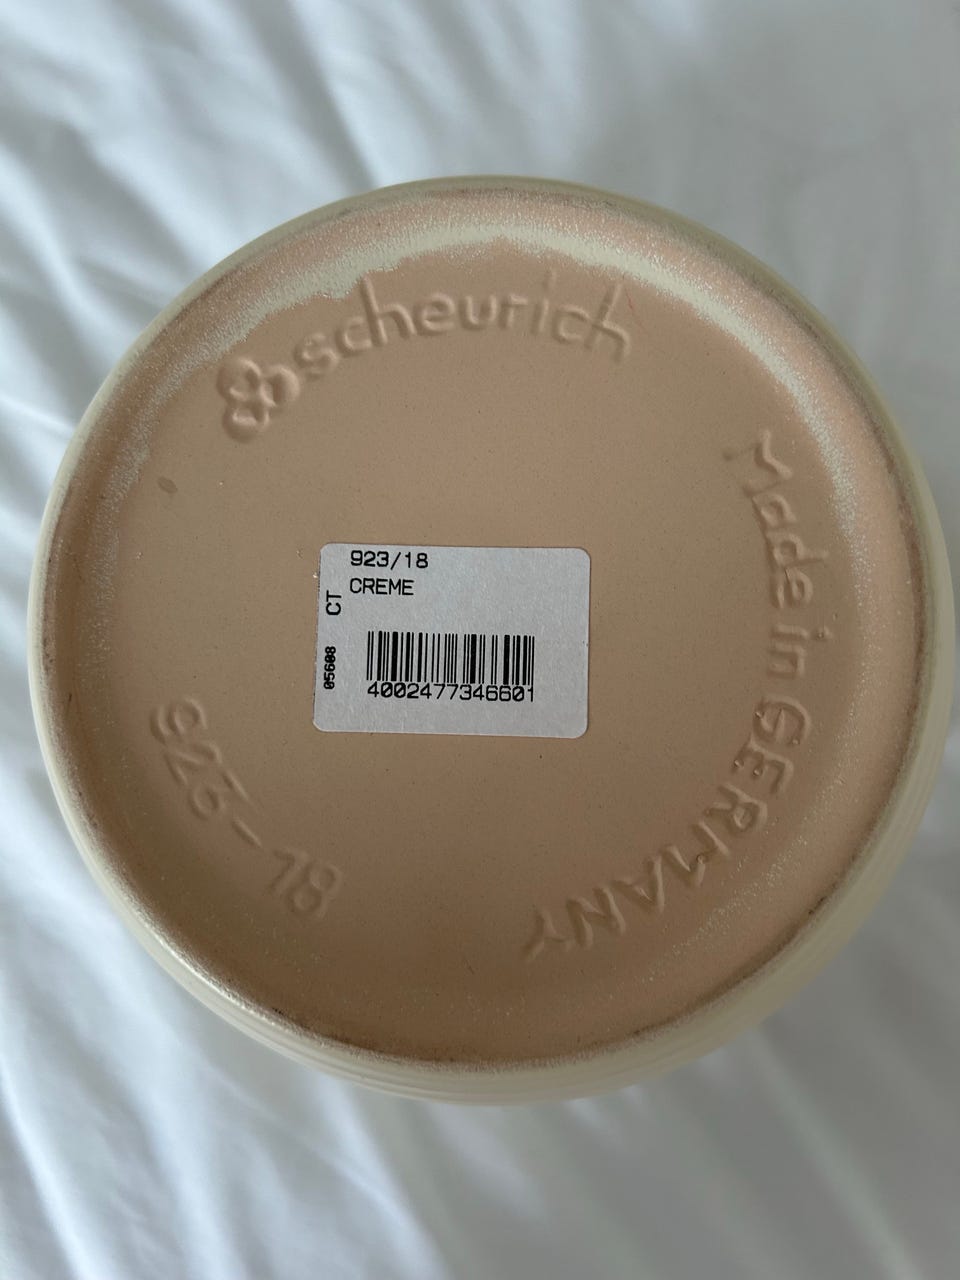 scheurich
Made in GERMANY
923/18
CREME
CT
05608
4002477346601
923-18